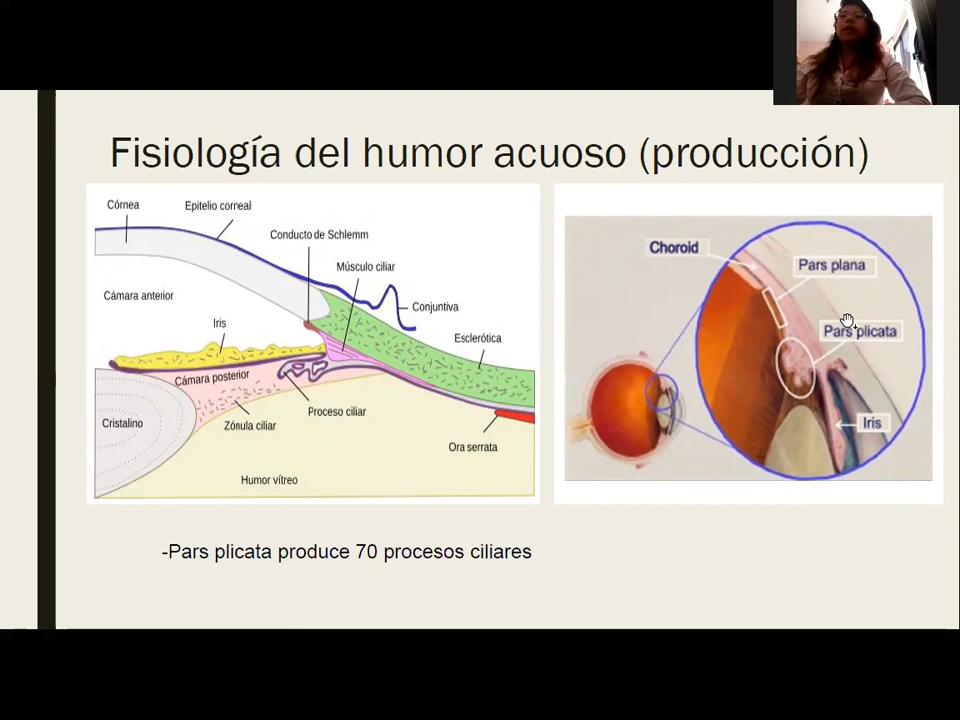 Fisiología del humor acuoso (producción)
Córnea
Epitelio corneal
Conducto de Schlemm
Músculo ciliar
Cámara anterior
Conjuntiva
Iris
Esclerótica
Cámara posterior
Proceso ciliar
Cristalino
Zónula ciliar
Ora serrata
Humor vítreo
Choroid
Pars plana
Pars plicata
Iris
-Pars plicata produce 70 procesos ciliares